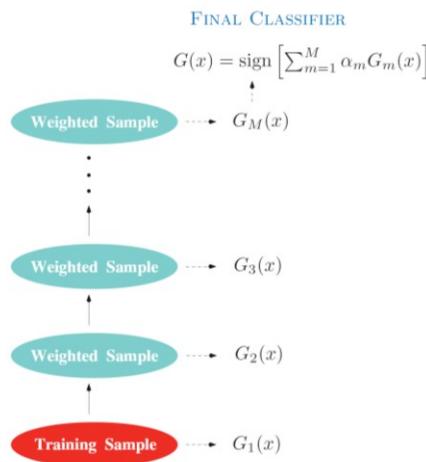 FINAL CLASSIFIER
G(x) = sign [∑_{m=1}^{M} α_m G_m(x)]
Weighted Sample G_M(x)
Weighted Sample G_3(x)
Weighted Sample G_2(x)
Training Sample G_1(x)